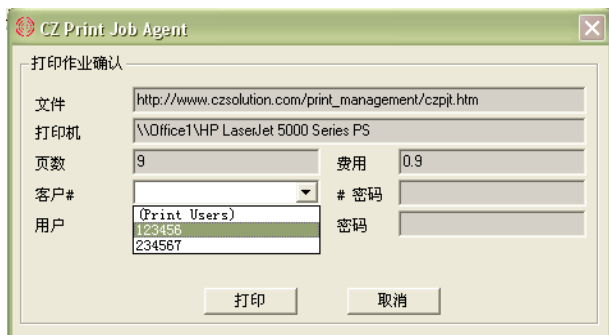 CZ Print Job Agent
打印作业确认
文件 http://www.czsolution.com/print_management/czpjt.htm
打印机 \\Office1\HP LaserJet 5000 Series PS
页数 9 费用 0.9
客户# # 密码
(Print Users)
用户 123456 密码
234567
打印 取消